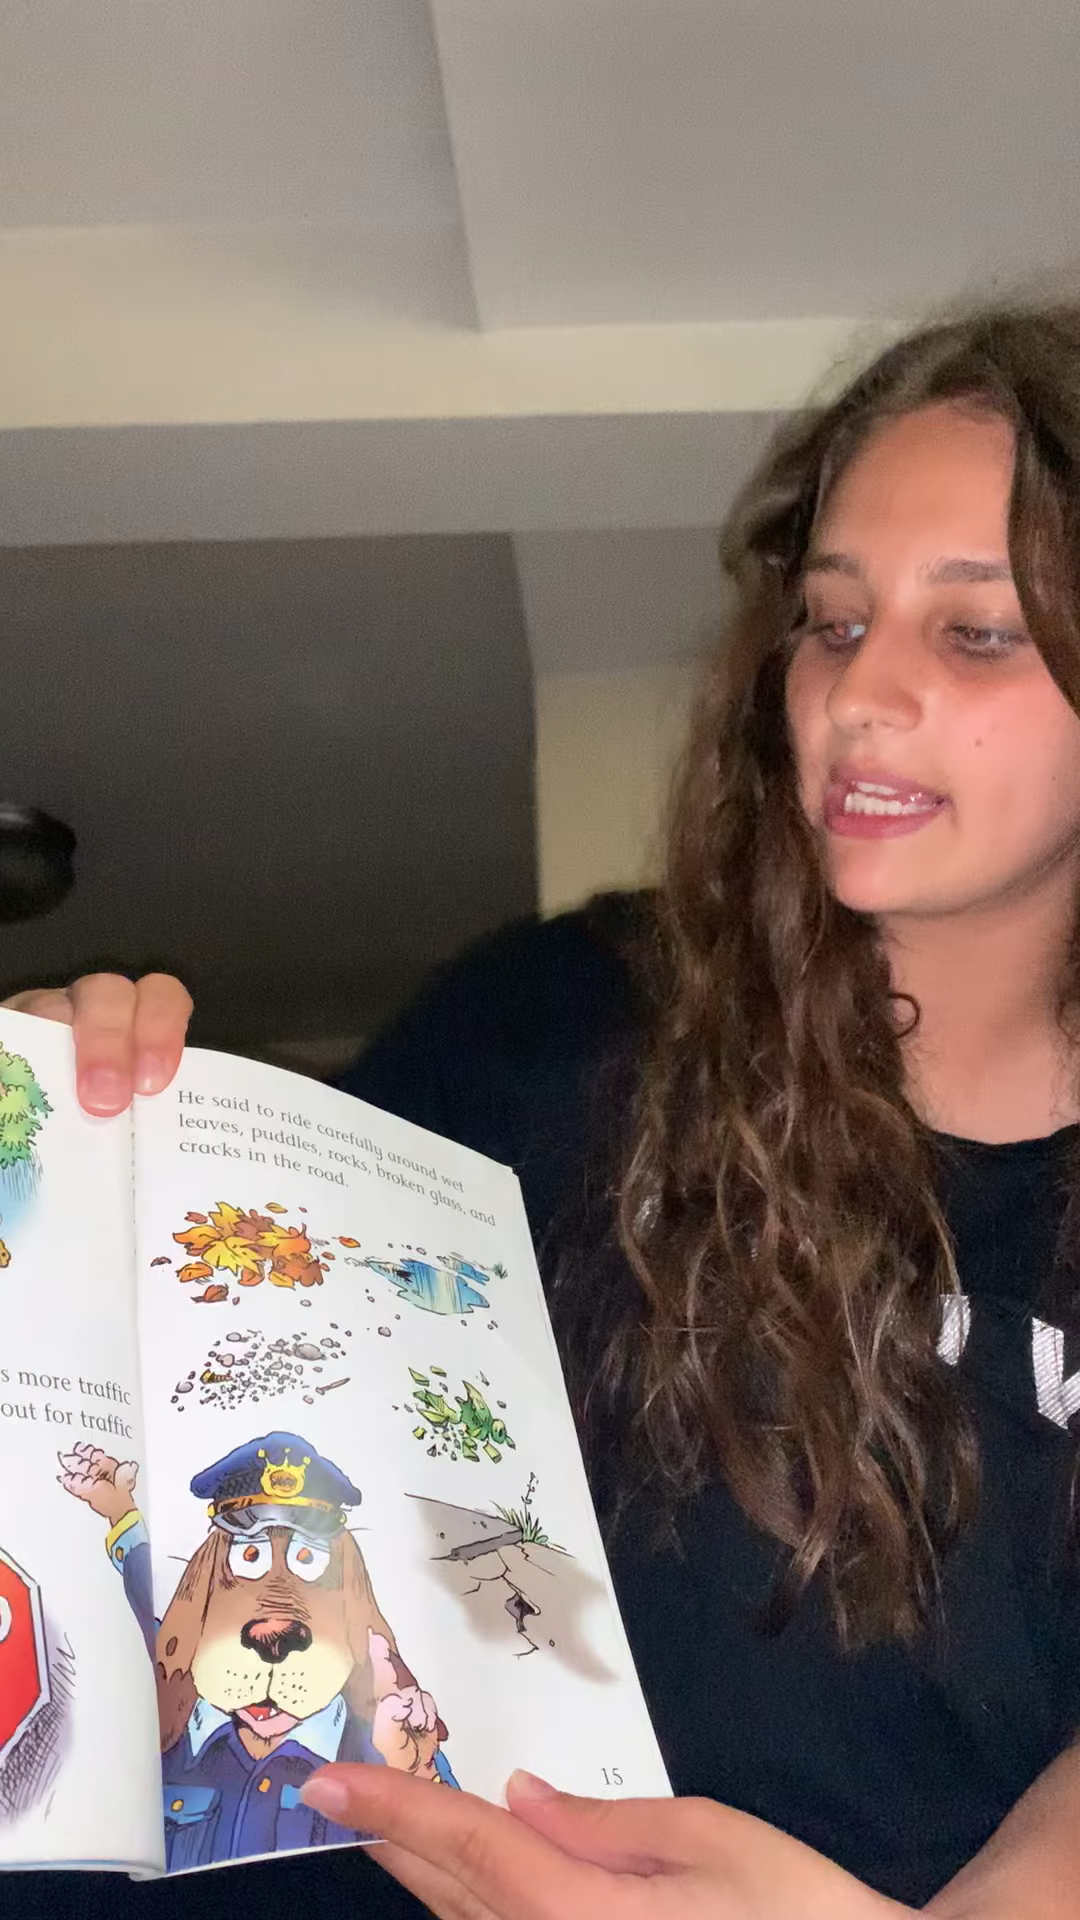 He said to ride carefully around wet
leaves, puddles, rocks, broken glass, and
cracks in the road.
s more traffic
out for traffic
15